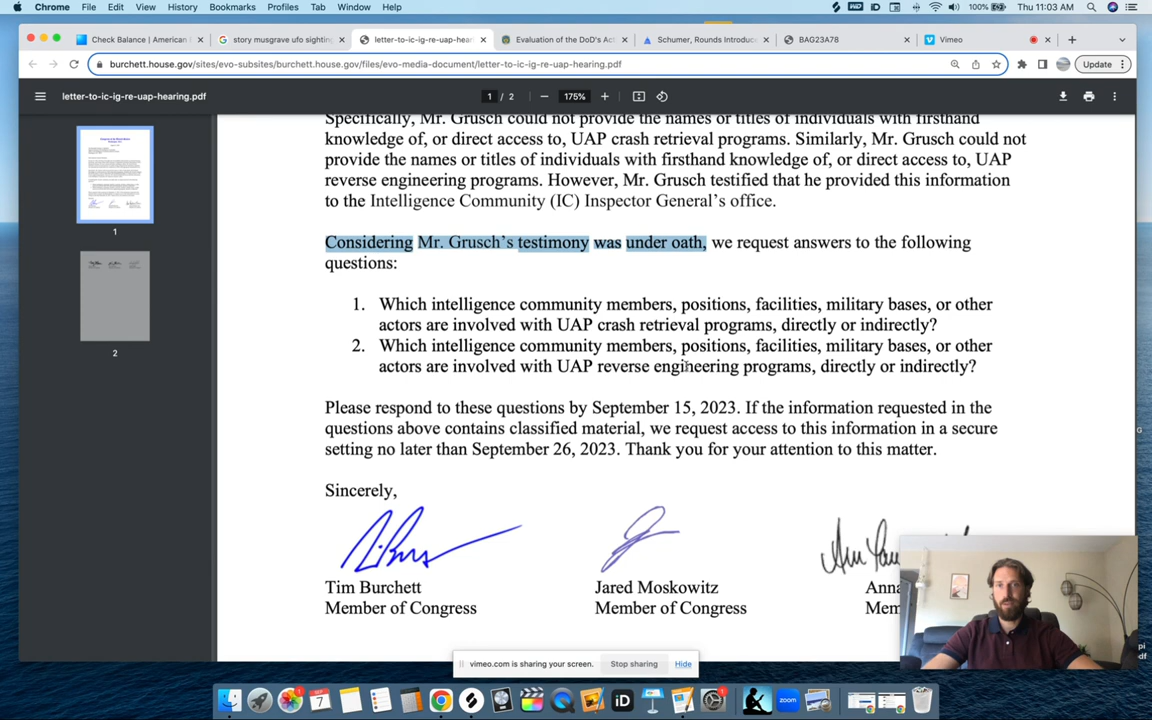 Chrome File Edit View History Bookmarks Profiles Tab Window Help 100% Thu 11:03 AM
Check Balance | American story musgrave ufo sighting letter-to-ic-ig-re-uap-hear Evaluation of the DoD's Act Schumer, Rounds Introduc BAG23A78 Vimeo
burchett.house.gov/sites/evo-subsites/burchett.house.gov/files/evo-media-document/letter-to-ic-ig-re-uap-hearing.pdf Update
letter-to-ic-ig-re-uap-hearing.pdf 1 / 2 175%
Specifically, Mr. Grusch could not provide the names or titles of individuals with firsthand
knowledge of, or direct access to, UAP crash retrieval programs. Similarly, Mr. Grusch could not
provide the names or titles of individuals with firsthand knowledge of, or direct access to, UAP
reverse engineering programs. However, Mr. Grusch testified that he provided this information
to the Intelligence Community (IC) Inspector General's office.
Considering Mr. Grusch's testimony was under oath, we request answers to the following
questions:
1. Which intelligence community members, positions, facilities, military bases, or other
actors are involved with UAP crash retrieval programs, directly or indirectly?
2. Which intelligence community members, positions, facilities, military bases, or other
actors are involved with UAP reverse engineering programs, directly or indirectly?
Please respond to these questions by September 15, 2023. If the information requested in the
questions above contains classified material, we request access to this information in a secure
setting no later than September 26, 2023. Thank you for your attention to this matter.
Sincerely,
Tim Burchett Jared Moskowitz Anna
Member of Congress Member of Congress Mem
1
2
vimeo.com is sharing your screen. Stop sharing Hide
SEP
7
iD
zoom
pi
df